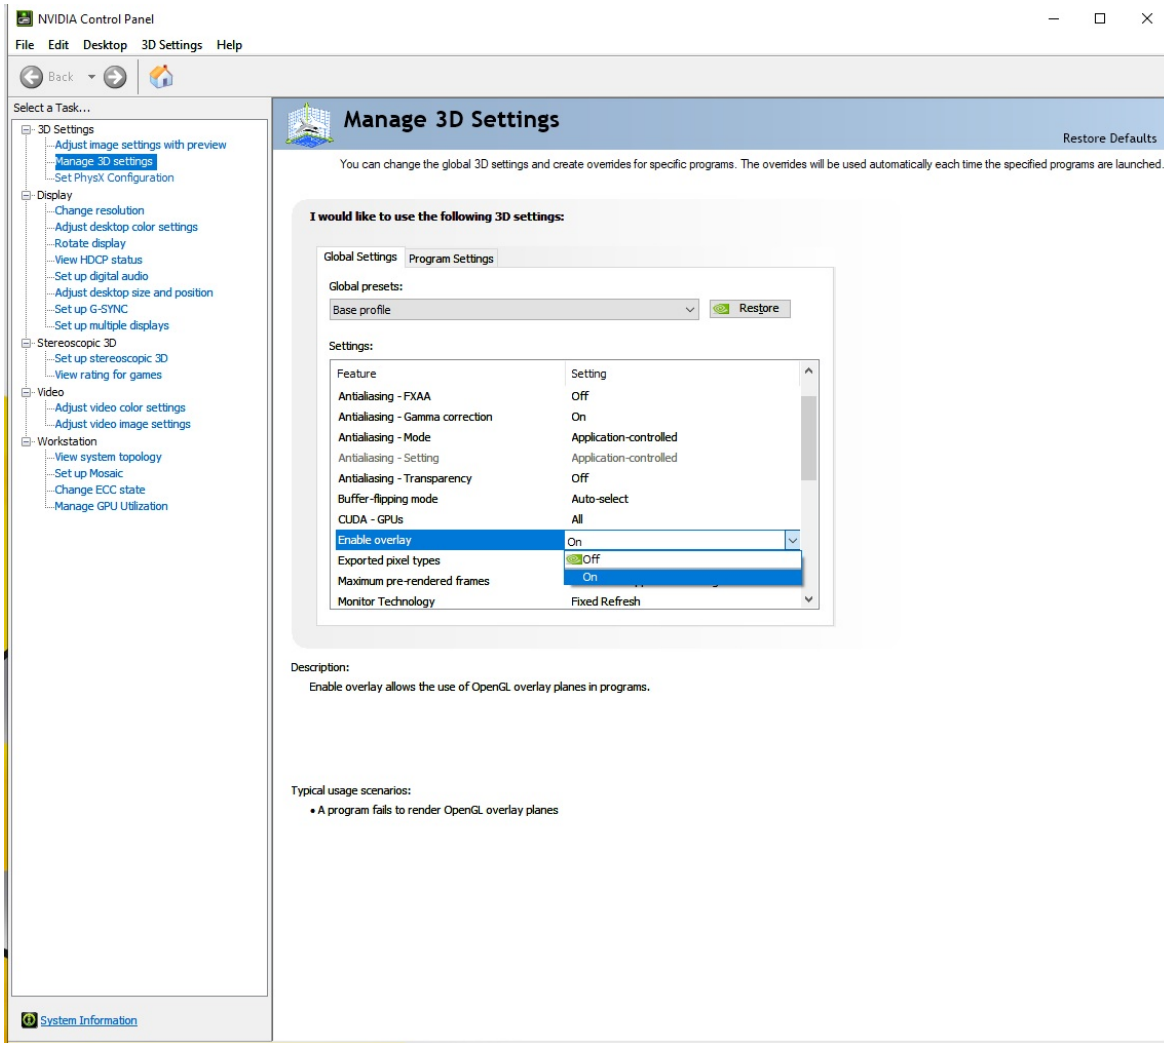 NVIDIA Control Panel
File Edit Desktop 3D Settings Help
Back
Select a Task...
3D Settings
Adjust image settings with preview
Manage 3D settings
Set PhysX Configuration
Display
Change resolution
Adjust desktop color settings
Rotate display
View HDCP status
Set up digital audio
Adjust desktop size and position
Set up G-SYNC
Set up multiple displays
Stereoscopic 3D
Set up stereoscopic 3D
View rating for games
Video
Adjust video color settings
Adjust video image settings
Workstation
View system topology
Set up Mosaic
Change ECC state
Manage GPU Utilization
System Information
Manage 3D Settings
Restore Defaults
You can change the global 3D settings and create overrides for specific programs. The overrides will be used automatically each time the specified programs are launched.
I would like to use the following 3D settings:
Global Settings Program Settings
Global presets:
Base profile Restore
Settings:
Feature Setting
Antialiasing - FXAA Off
Antialiasing - Gamma correction On
Antialiasing - Mode Application-controlled
Antialiasing - Setting Application-controlled
Antialiasing - Transparency Off
Buffer-flipping mode Auto-select
CUDA - GPUs All
Enable overlay On
Exported pixel types Off
Maximum pre-rendered frames On
Monitor Technology Fixed Refresh
Description:
Enable overlay allows the use of OpenGL overlay planes in programs.
Typical usage scenarios:
• A program fails to render OpenGL overlay planes